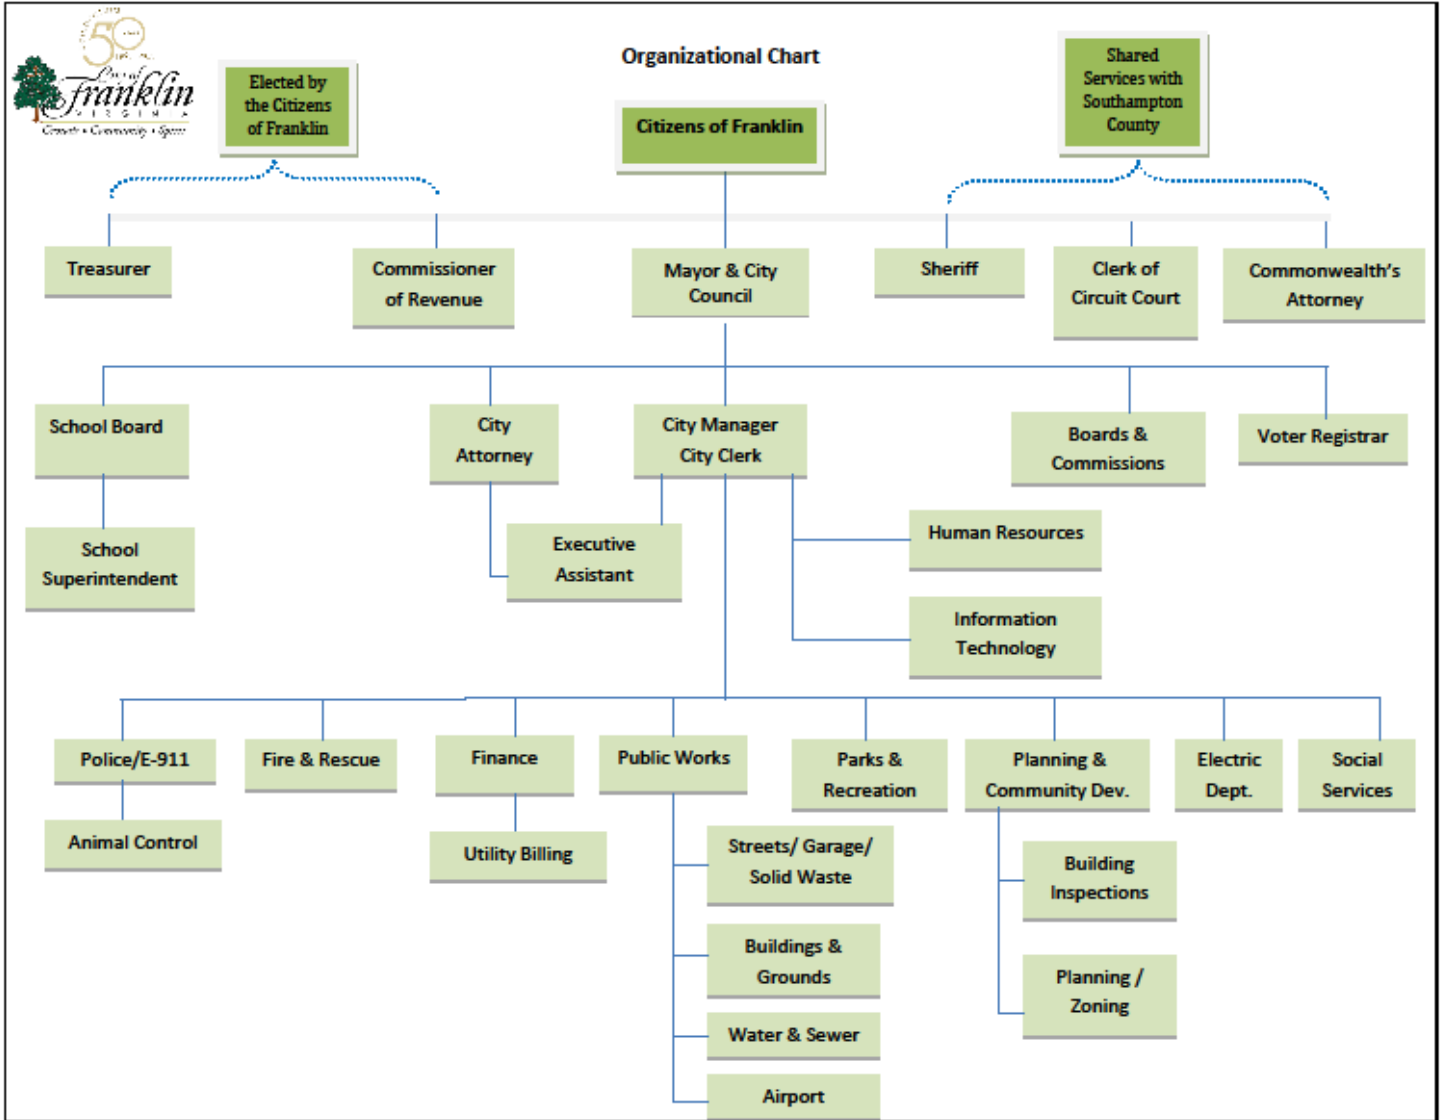 50
City of
Franklin
VIRGINIA
Organizational Chart
Elected by
the Citizens
of Franklin
Citizens of Franklin
Shared
Services with
Southampton
County
Treasurer
Commissioner
of Revenue
Mayor & City
Council
Sheriff
Clerk of
Circuit Court
Commonwealth's
Attorney
School Board
City
Attorney
City Manager
City Clerk
Boards &
Commissions
Voter Registrar
School
Superintendent
Executive
Assistant
Human Resources
Information
Technology
Police/E-911
Fire & Rescue
Finance
Public Works
Parks &
Recreation
Planning &
Community Dev.
Electric
Dept.
Social
Services
Animal Control
Utility Billing
Streets/ Garage/
Solid Waste
Building
Inspections
Buildings &
Grounds
Planning /
Zoning
Water & Sewer
Airport